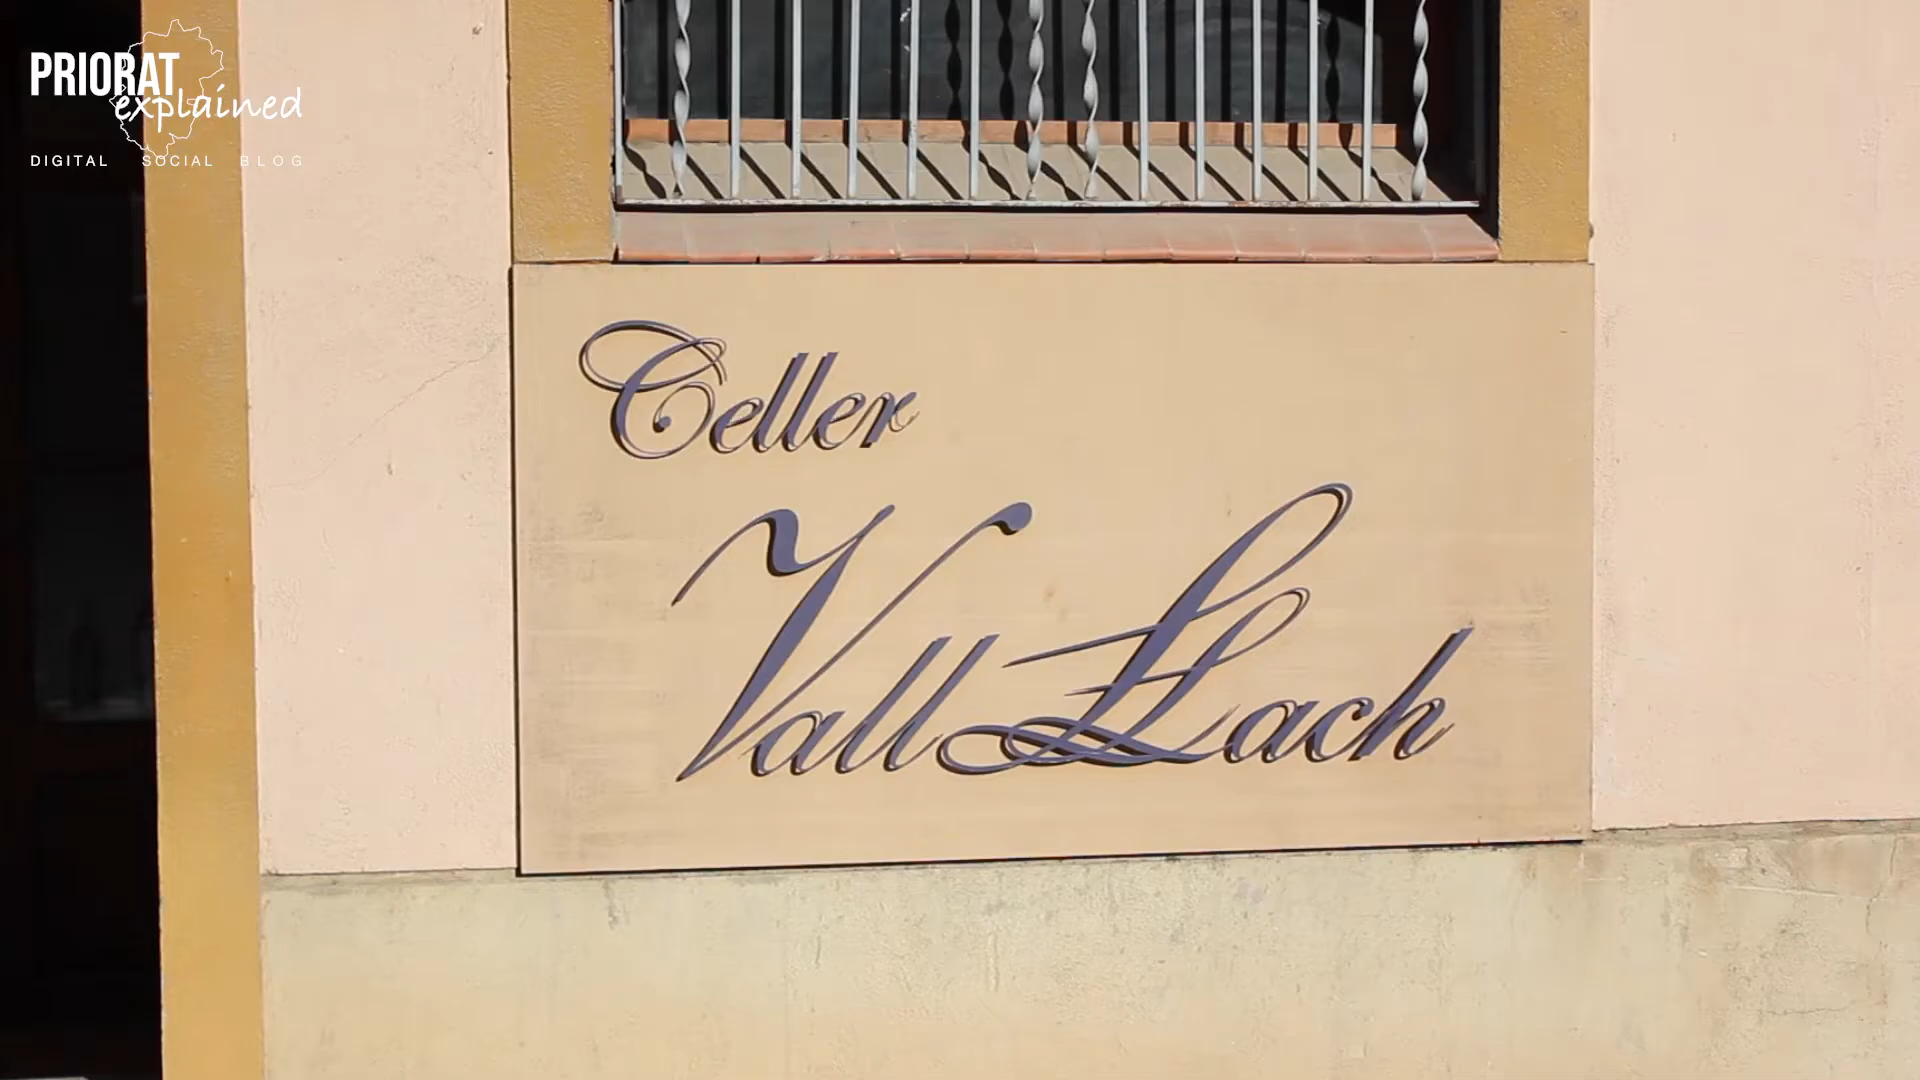 PRIORAT
explained
DIGITAL SOCIAL BLOG
Celler
Vall Llach